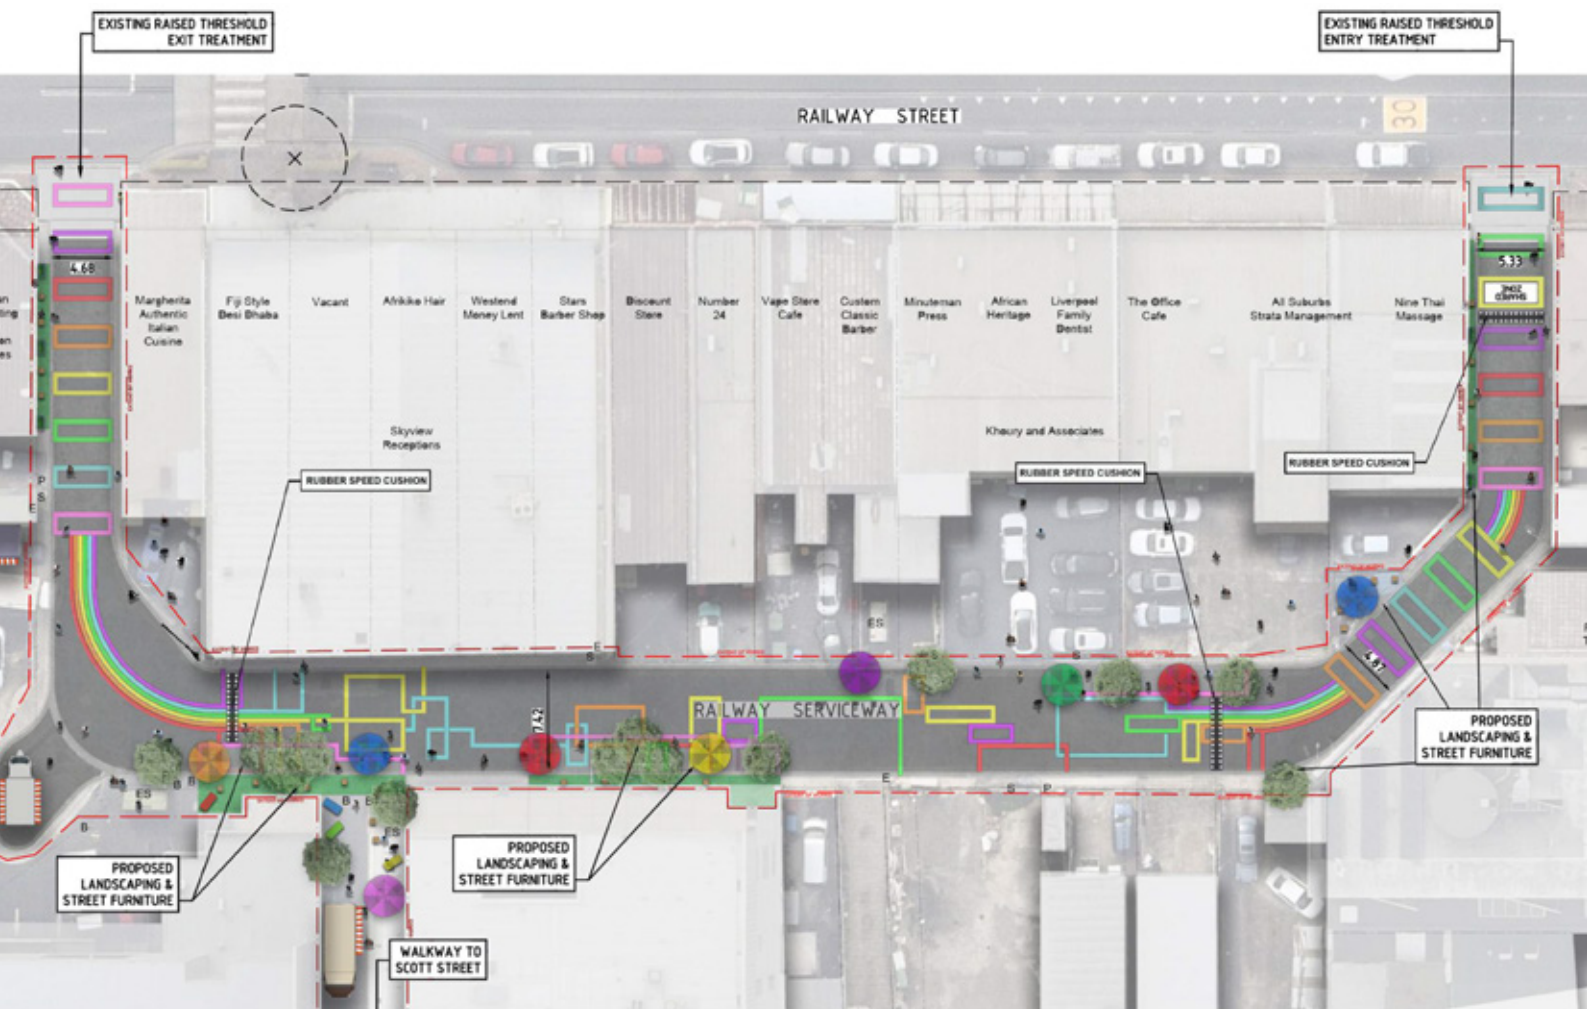 EXISTING RAISED THRESHOLD
EXIT TREATMENT
EXISTING RAISED THRESHOLD
ENTRY TREATMENT
RAILWAY STREET
30
4.68
5.33
SHARED
ZONE
Margherita
Authentic
Italian
Cuisine
Fiji Style
Desi Dhaba
Vacant
Afrikiko Hair
Westend
Money Lent
Stars
Barber Shop
Discount
Store
Number
24
Vape Store
Cafe
Custom
Classic
Barber
Minuteman
Press
African
Heritage
Liverpool
Family
Dentist
The Office
Cafe
All Suburbs
Strata Management
Nine Thai
Massage
Skyview
Receptions
Khoury and Associates
RUBBER SPEED CUSHION
RUBBER SPEED CUSHION
RUBBER SPEED CUSHION
P
S
E
ES
E
S
S
4.87
7.42
RAILWAY SERVICEWAY
PROPOSED
LANDSCAPING &
STREET FURNITURE
E
S
P
B
B
ES
B
B
ES
PROPOSED
LANDSCAPING &
STREET FURNITURE
PROPOSED
LANDSCAPING &
STREET FURNITURE
WALKWAY TO
SCOTT STREET